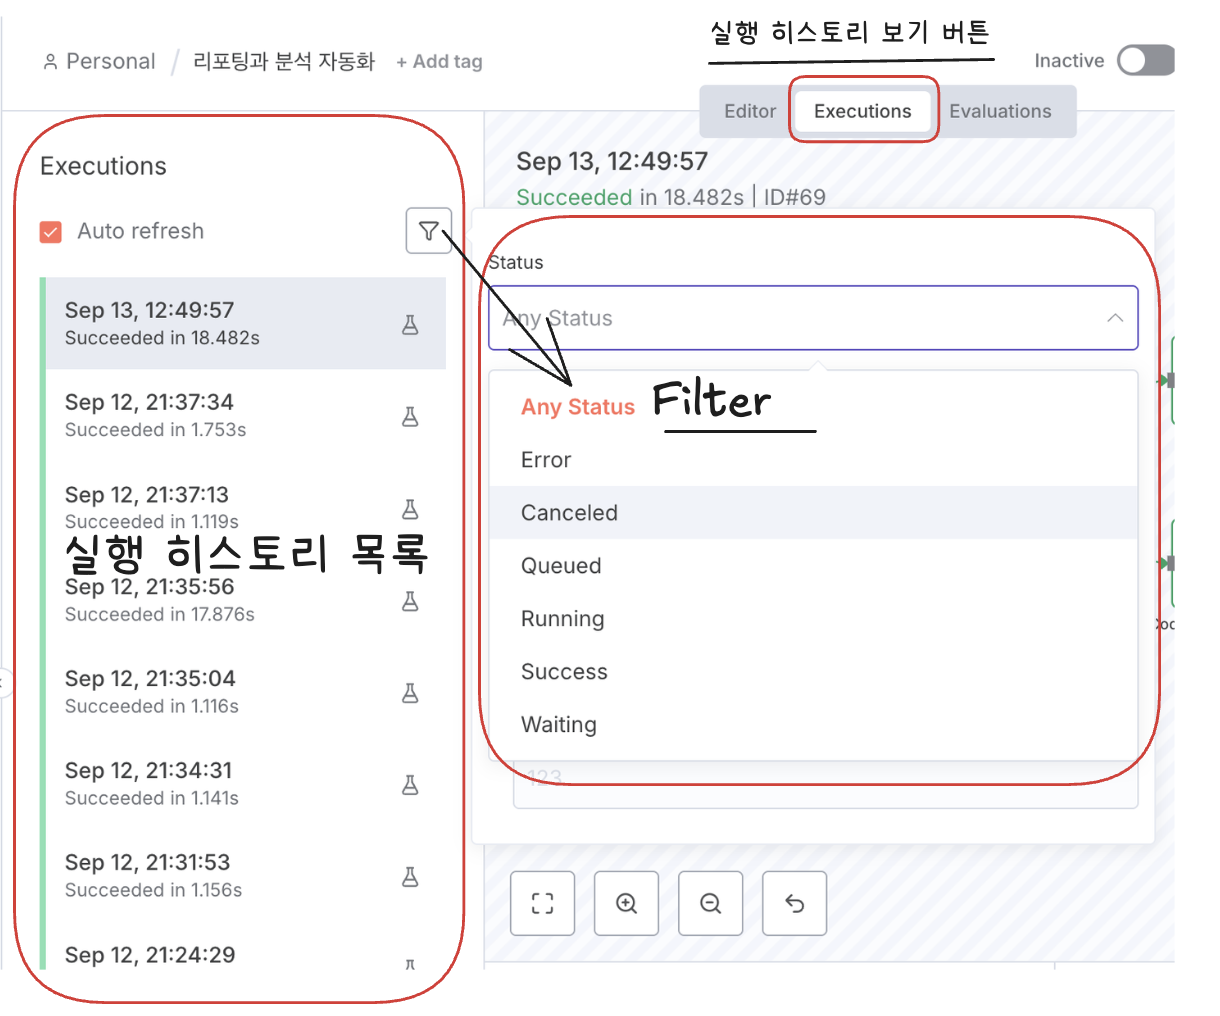 실행 히스토리 보기 버튼
Personal / 리포팅과 분석 자동화 + Add tag
Inactive
Editor Executions Evaluations
Executions
Auto refresh
Sep 13, 12:49:57
Succeeded in 18.482s
Sep 12, 21:37:34
Succeeded in 1.753s
Sep 12, 21:37:13
Succeeded in 1.119s
실행 히스토리 목록
Sep 12, 21:35:56
Succeeded in 17.876s
Sep 12, 21:35:04
Succeeded in 1.116s
Sep 12, 21:34:31
Succeeded in 1.141s
Sep 12, 21:31:53
Succeeded in 1.156s
Sep 12, 21:24:29
Sep 13, 12:49:57
Succeeded in 18.482s | ID#69
Status
Any Status
Any Status
Filter
Error
Canceled
Queued
Running
Success
Waiting
123